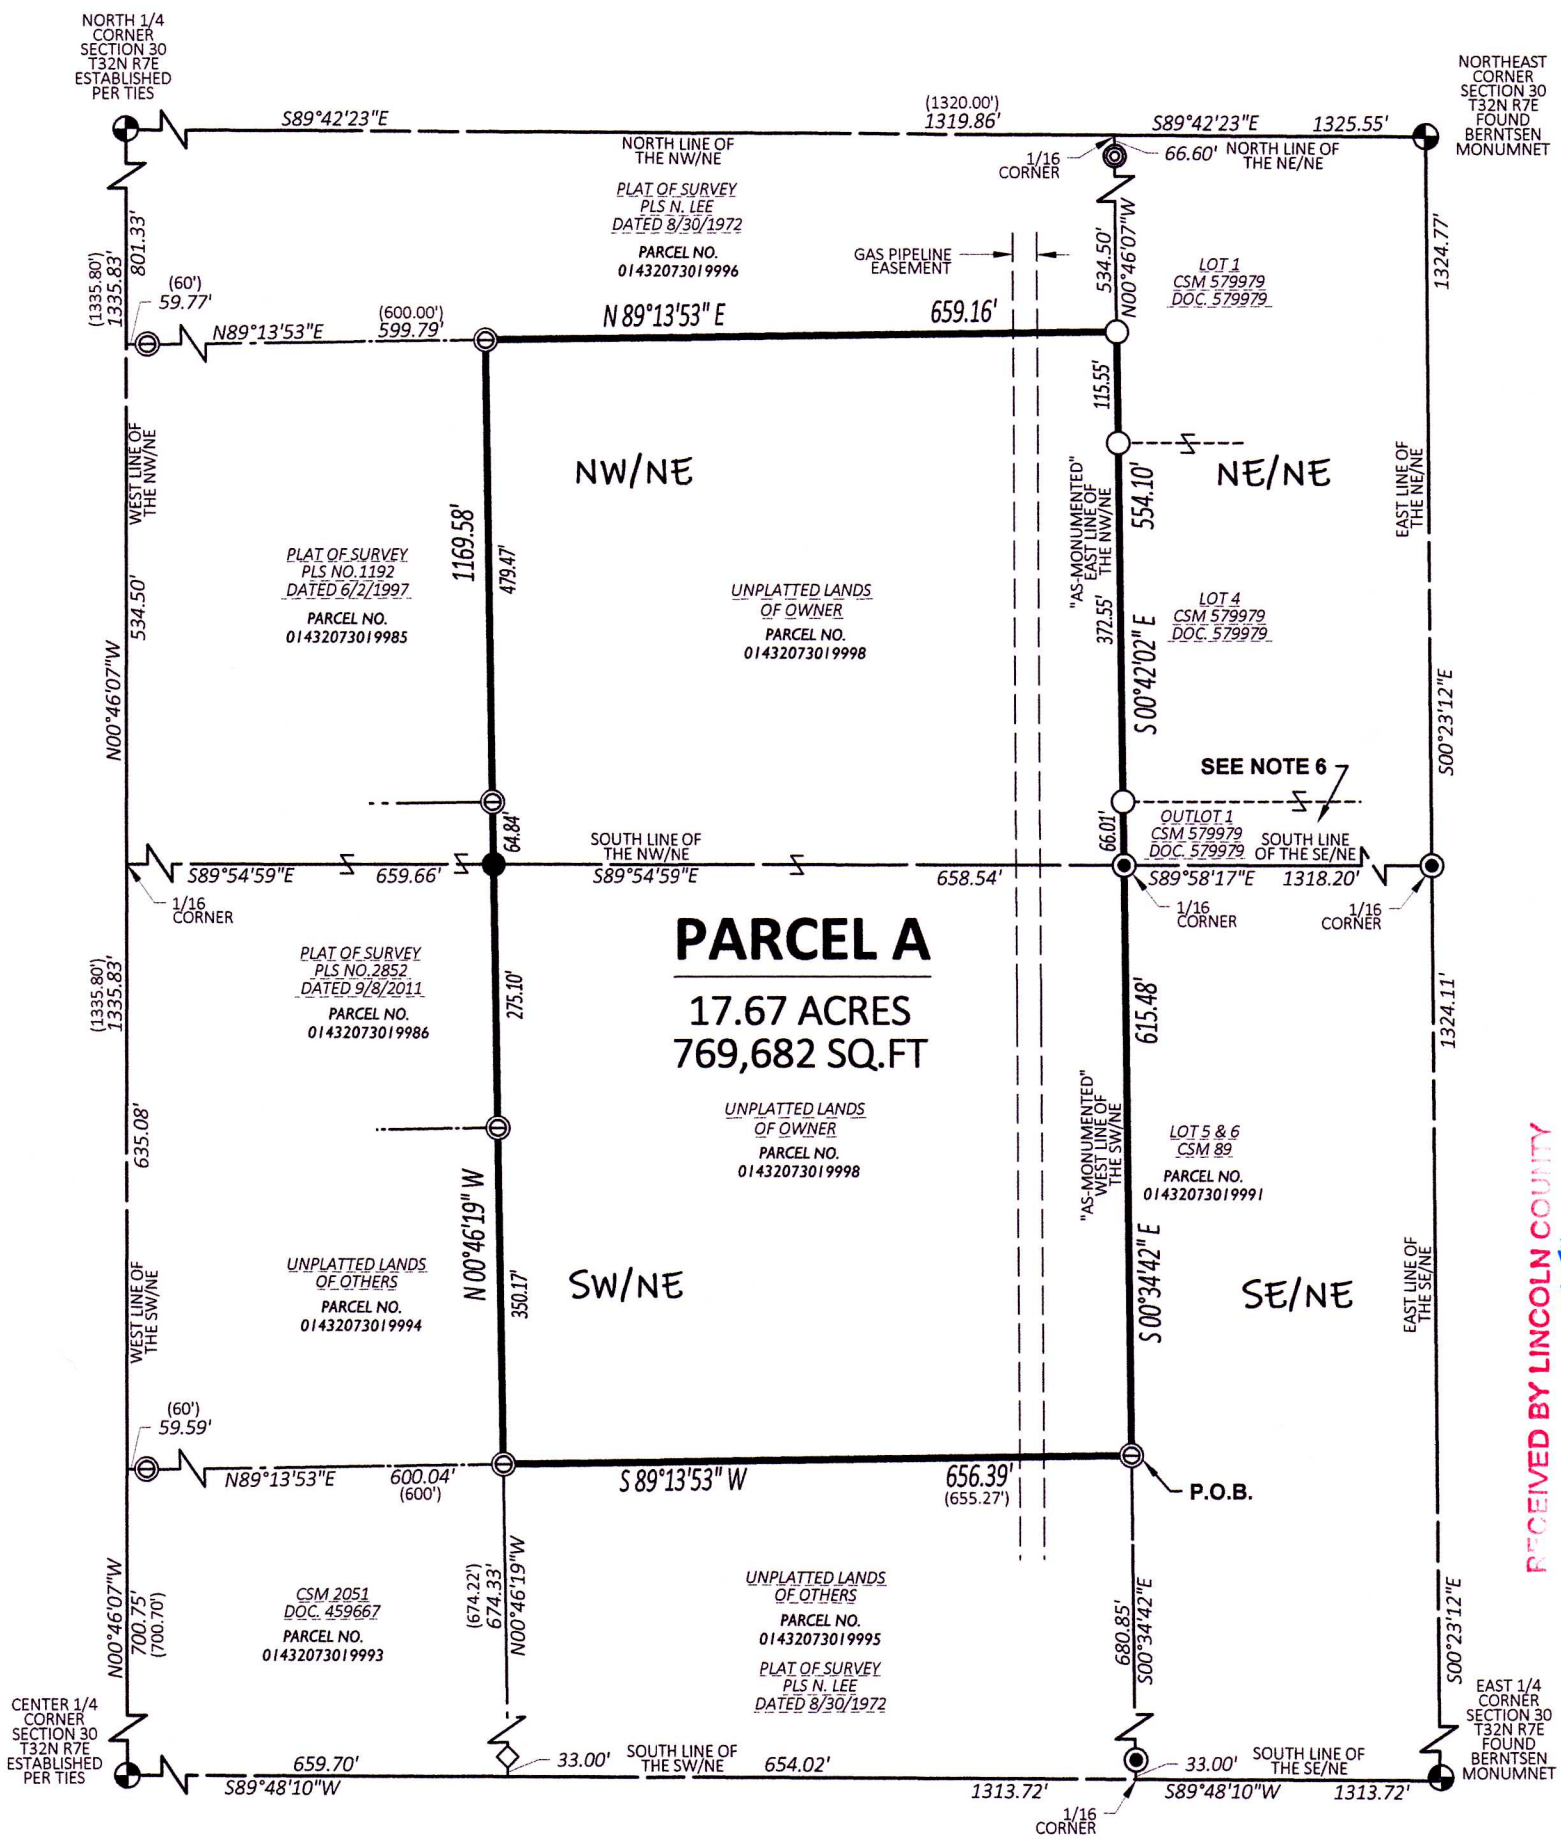 NORTH 1/4
CORNER
SECTION 30
T32N R7E
ESTABLISHED
PER TIES
NORTHEAST
CORNER
SECTION 30
T32N R7E
FOUND
BERNTSEN
MONUMNET
S89°42'23"E
(1320.00')
1319.86'
S89°42'23"E
1325.55'
NORTH LINE OF
THE NW/NE
1/16
CORNER
66.60'
NORTH LINE OF
THE NE/NE
PLAT OF SURVEY
PLS N. LEE
DATED 8/30/1972
PARCEL NO.
01432073019996
GAS PIPELINE
EASEMENT
534.50'
N00°46'07"W
LOT 1
CSM 579979
DOC. 579979
1324.77'
801.33'
(1335.80')
1335.83'
(60')
59.77'
N89°13'53"E
(600.00')
599.79'
N 89°13'53" E
659.16'
115.55'
WEST LINE OF
THE NW/NE
NW/NE
NE/NE
"AS-MONUMENTED"
EAST LINE OF
THE NW/NE
554.10'
EAST LINE OF
THE NE/NE
1169.58'
479.47'
PLAT OF SURVEY
PLS NO.1192
DATED 6/2/1997
PARCEL NO.
01432073019985
UNPLATTED LANDS
OF OWNER
PARCEL NO.
01432073019998
534.50'
N00°46'07"W
372.55'
S 00°42'02" E
LOT 4
CSM 579979
DOC. 579979
S00°23'12"E
SEE NOTE 6
64.84'
66.01'
OUTLOT 1
CSM 579979
DOC. 579979
SOUTH LINE
OF THE SE/NE
SOUTH LINE OF
THE NW/NE
S89°54'59"E
659.66'
S89°54'59"E
658.54'
S89°58'17"E
1318.20'
1/16
CORNER
1/16
CORNER
1/16
CORNER
PARCEL A
17.67 ACRES
769,682 SQ.FT
PLAT OF SURVEY
PLS NO.2852
DATED 9/8/2011
PARCEL NO.
01432073019986
(1335.80')
1335.83'
275.10'
615.48'
1324.11'
UNPLATTED LANDS
OF OWNER
PARCEL NO.
01432073019998
"AS-MONUMENTED"
WEST LINE OF
THE SW/NE
LOT 5 & 6
CSM 89
PARCEL NO.
01432073019991
635.08'
N 00°46'19" W
350.17'
S 00°34'42" E
UNPLATTED LANDS
OF OTHERS
PARCEL NO.
01432073019994
WEST LINE OF
THE SW/NE
SW/NE
SE/NE
EAST LINE OF
THE SE/NE
RECEIVED BY LINCOLN COUNTY
(60')
59.59'
N89°13'53"E
600.04'
(600')
S 89°13'53" W
656.39'
(655.27')
P.O.B.
N00°46'07"W
700.75'
(700.70')
CSM 2051
DOC. 459667
PARCEL NO.
01432073019993
(674.22')
674.33'
N00°46'19"W
UNPLATTED LANDS
OF OTHERS
PARCEL NO.
01432073019995
PLAT OF SURVEY
PLS N. LEE
DATED 8/30/1972
680.85'
S00°34'42"E
S00°23'12"E
CENTER 1/4
CORNER
SECTION 30
T32N R7E
ESTABLISHED
PER TIES
EAST 1/4
CORNER
SECTION 30
T32N R7E
FOUND
BERNTSEN
MONUMNET
659.70'
S89°48'10"W
33.00'
SOUTH LINE OF
THE SW/NE
654.02'
1313.72'
33.00'
SOUTH LINE OF
THE SE/NE
S89°48'10"W
1313.72'
1/16
CORNER